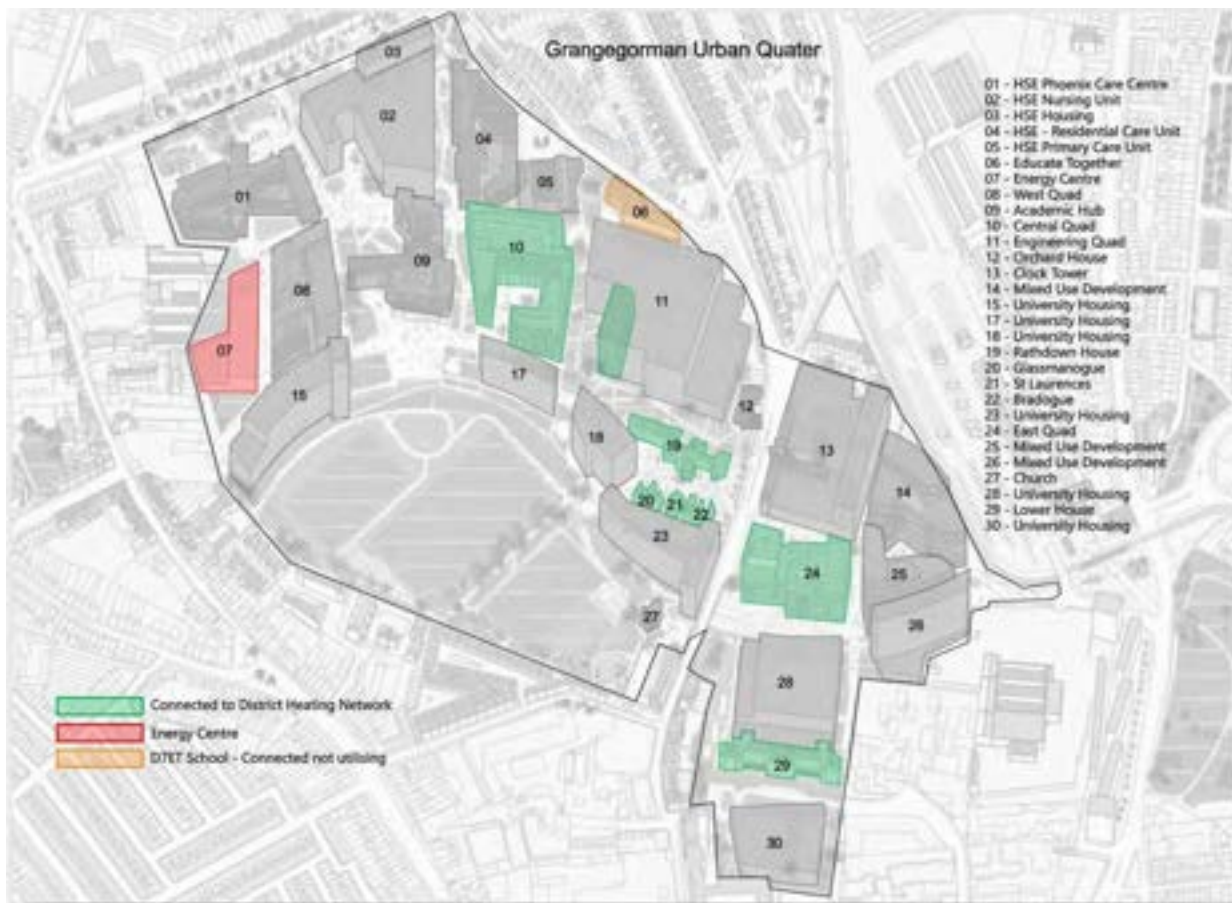 Grangegorman Urban Quater
01 - HSE Phoenix Care Centre
02 - HSE Nursing Unit
03 - HSE Housing
04 - HSE - Residential Care Unit
05 - HSE Primary Care Unit
06 - Educate Together
07 - Energy Centre
08 - West Quad
09 - Academic Hub
10 - Central Quad
11 - Engineering Quad
12 - Orchard House
13 - Clock Tower
14 - Mixed Use Development
15 - University Housing
17 - University Housing
18 - University Housing
19 - Rathdown House
20 - Glassmanogue
21 - St Laurences
22 - Bradogue
23 - University Housing
24 - East Quad
25 - Mixed Use Development
26 - Mixed Use Development
27 - Church
28 - University Housing
29 - Lower House
30 - University Housing
03
02
04
05
01
06
10
09
08
11
07
17
15
12
18
19
13
14
20
21
22
23
24
25
26
27
28
29
30
Connected to District Heating Network
Energy Centre
D7ET School - Connected not utilising